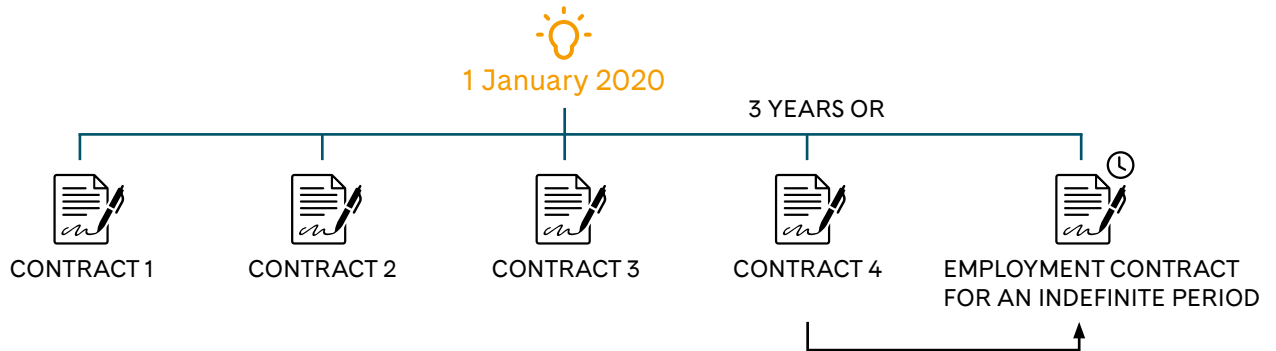 1 January 2020
3 YEARS OR
CONTRACT 1
CONTRACT 2
CONTRACT 3
CONTRACT 4
EMPLOYMENT CONTRACT
FOR AN INDEFINITE PERIOD